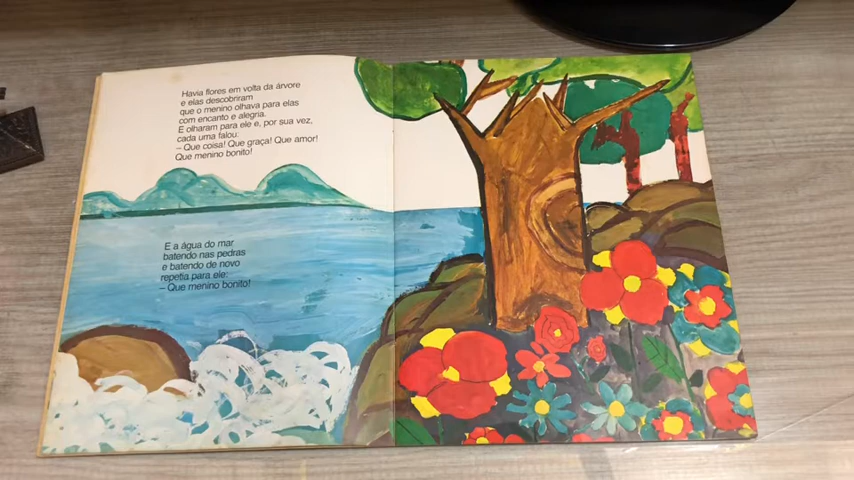 Havia flores em volta da árvore
e elas descobriram
que o menino olhava para elas
com encanto e alegria.
E olharam para ele e, por sua vez,
cada uma falou:
– Que coisa! Que graça! Que amor!
Que menino bonito!
E a água do mar
batendo nas pedras
e batendo de novo
repetia para ele:
– Que menino bonito!